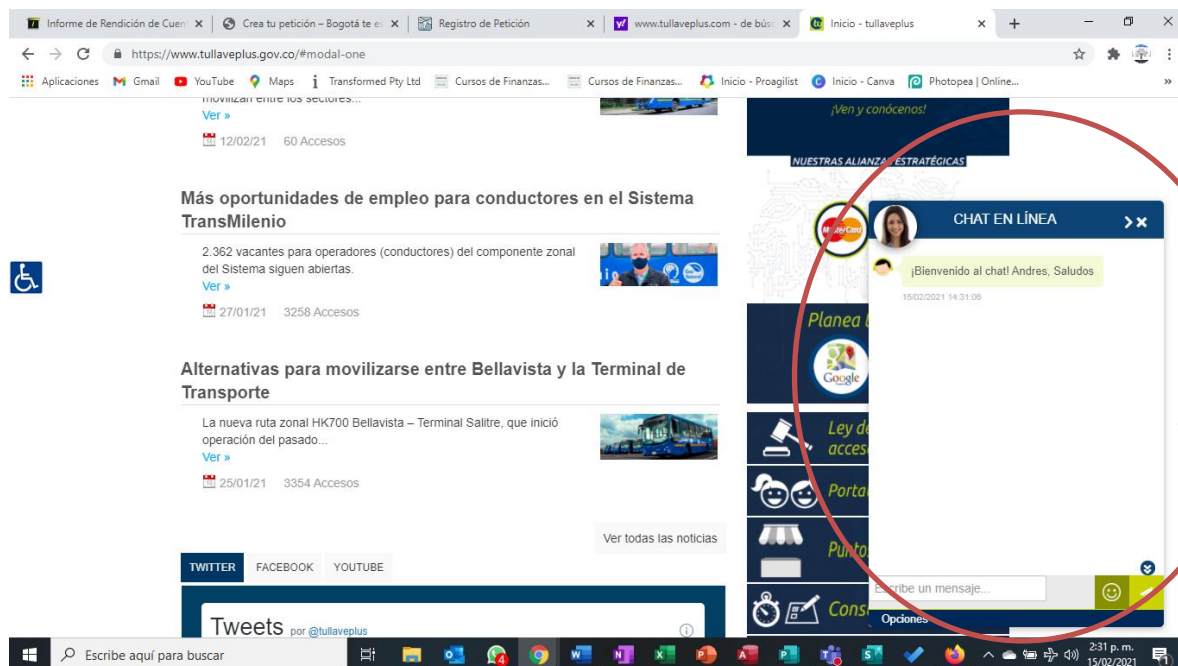 Informe de Rendición de Cuen
Crea tu petición – Bogotá te es
Registro de Petición
www.tullaveplus.com - de búsq
Inicio - tullaveplus
https://www.tullaveplus.gov.co/#modal-one
Aplicaciones
Gmail
YouTube
Maps
Transformed Pty Ltd
Cursos de Finanzas...
Cursos de Finanzas...
Inicio - Proagilist
Inicio - Canva
Photopea | Online...
movilizan entre los sectores...
Ver »
12/02/21 60 Accesos
Más oportunidades de empleo para conductores en el Sistema
TransMilenio
2.362 vacantes para operadores (conductores) del componente zonal
del Sistema siguen abiertas.
Ver »
27/01/21 3258 Accesos
Alternativas para movilizarse entre Bellavista y la Terminal de
Transporte
La nueva ruta zonal HK700 Bellavista – Terminal Salitre, que inició
operación del pasado...
Ver »
25/01/21 3354 Accesos
Ver todas las noticias
TWITTER FACEBOOK YOUTUBE
Tweets por @tullaveplus
¡Ven y conócenos!
NUESTRAS ALIANZAS ESTRATÉGICAS
MasterCard
Planea
Google
Ley de
acces
Porta
Punto
Cons
CHAT EN LÍNEA
¡Bienvenido al chat! Andres, Saludos
15/02/2021 14:31:06
Escribe un mensaje...
Opciones
Escribe aquí para buscar
2:31 p. m.
15/02/2021